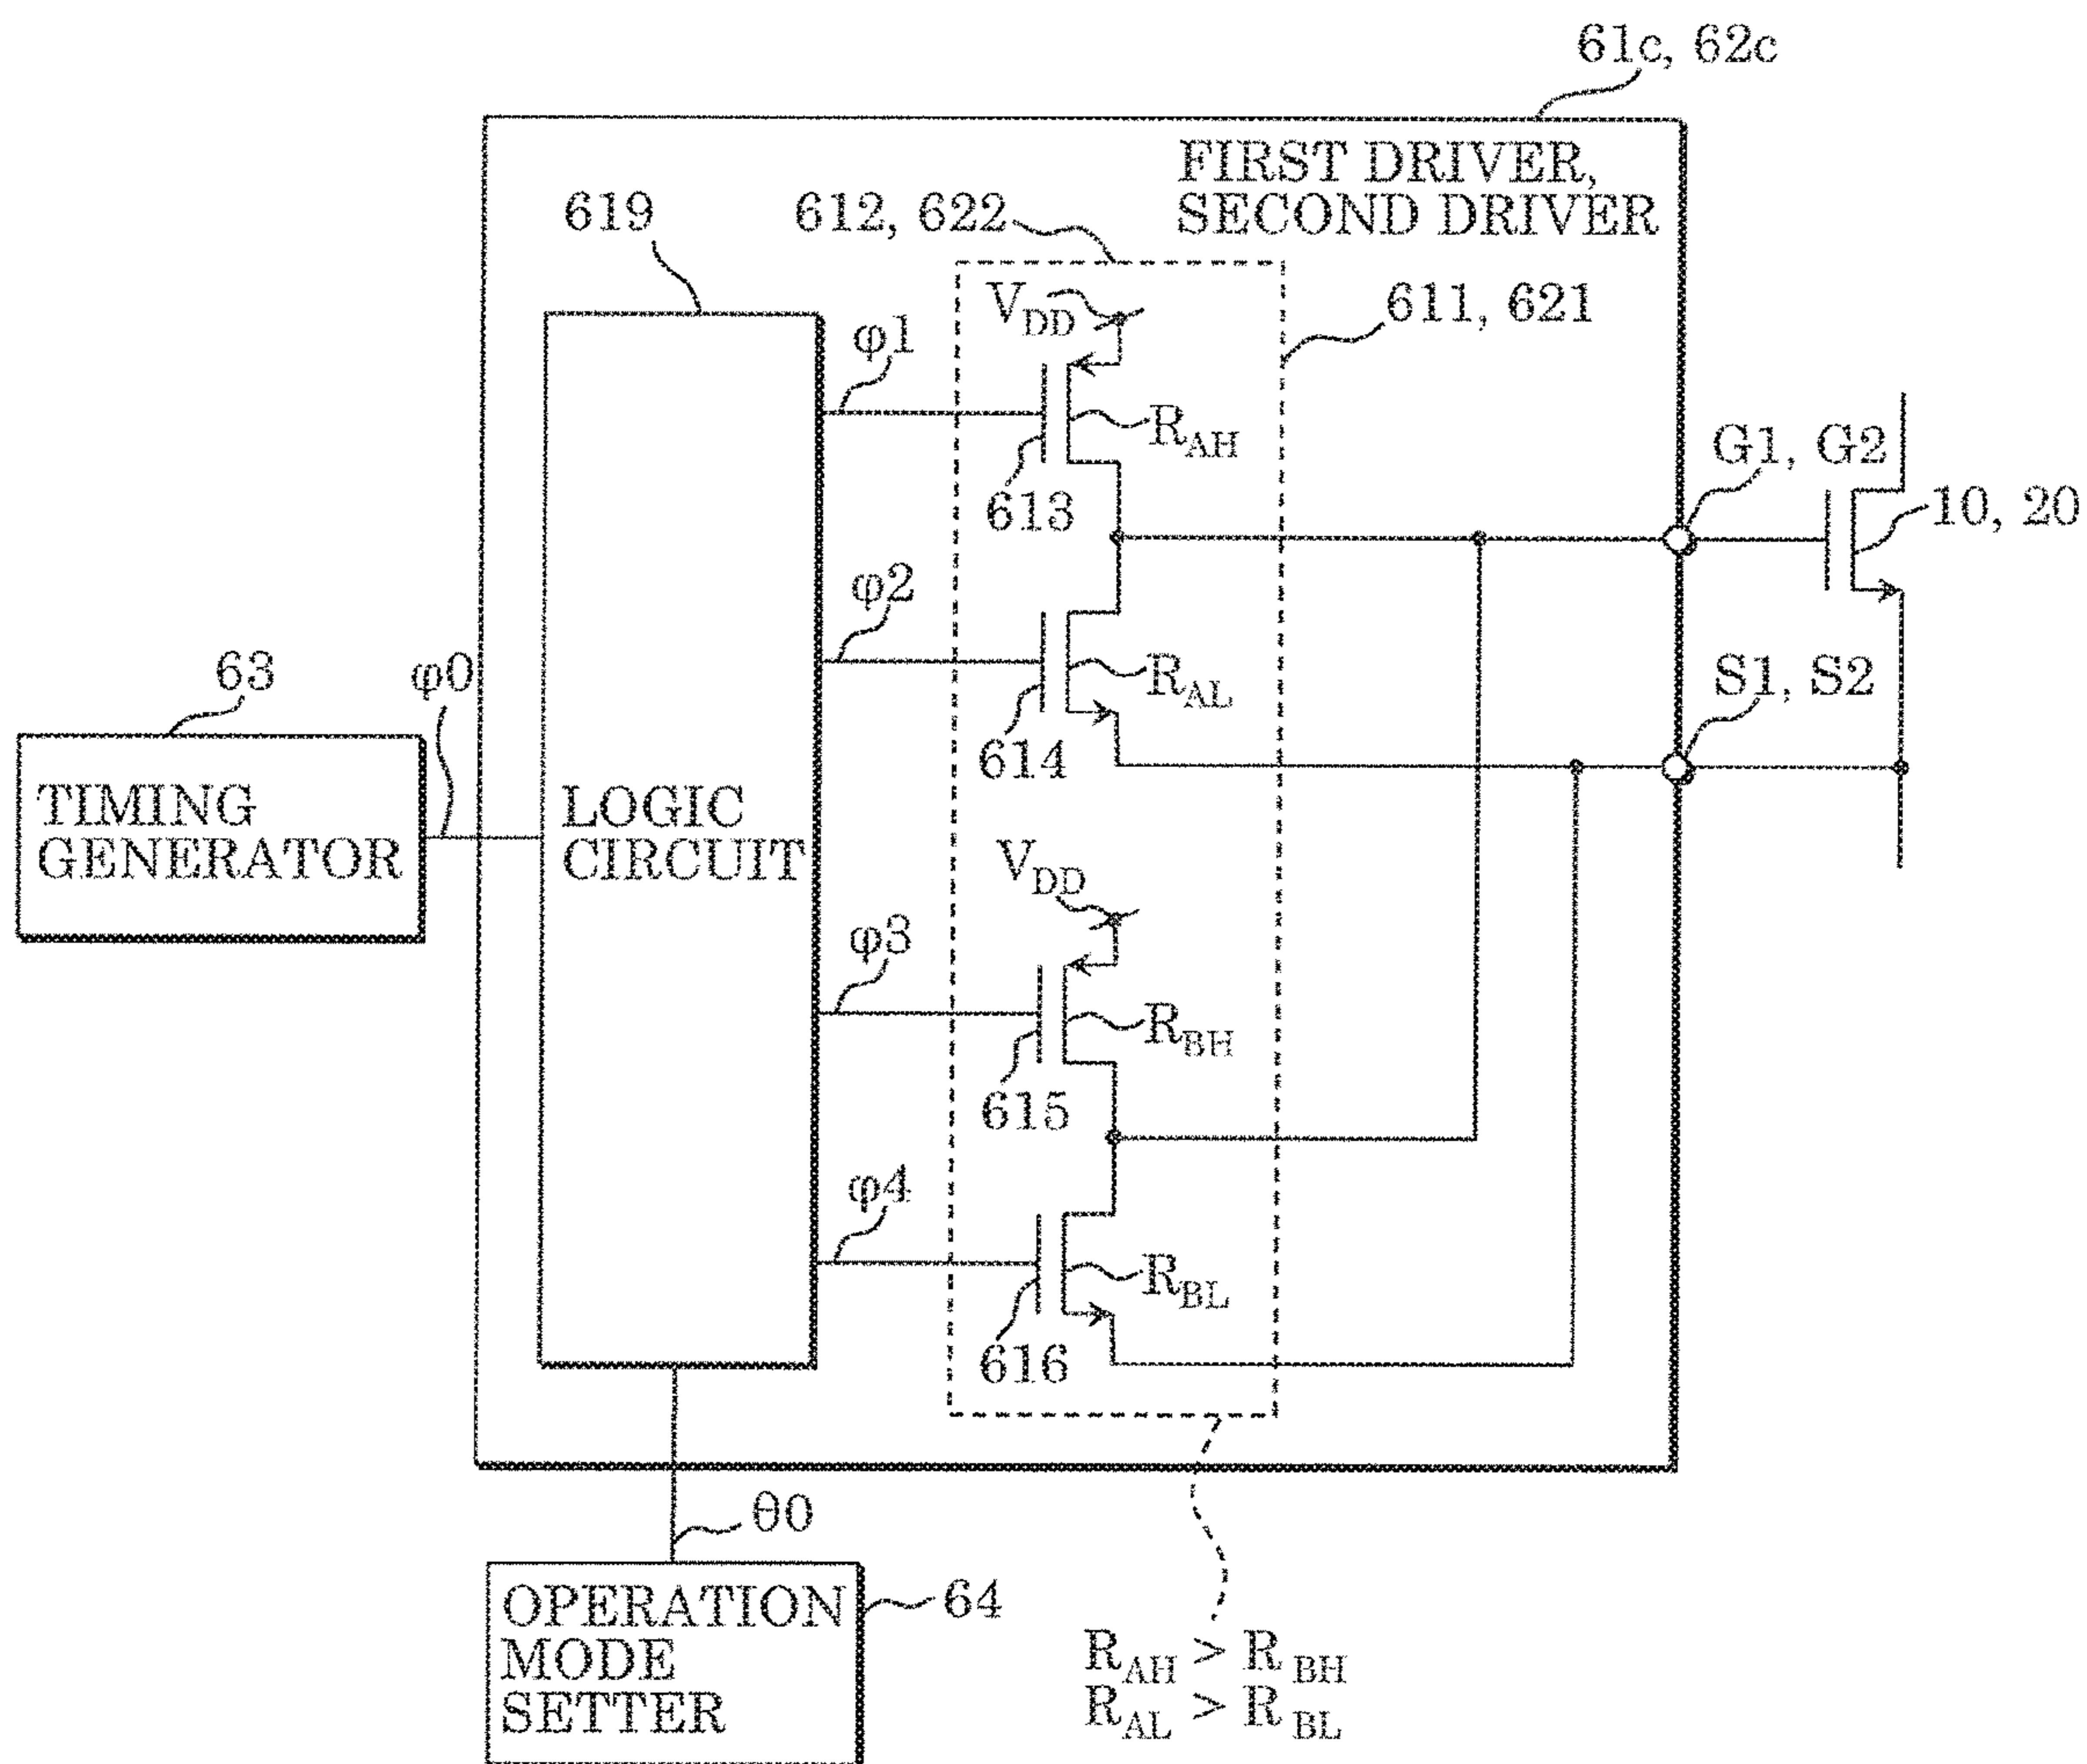 61c, 62c
FIRST DRIVER,
SECOND DRIVER
619
612, 622
611, 621
VDD
φ1
RAH
613
G1, G2
10, 20
φ2
RAL
614
S1, S2
63
φ0
TIMING
GENERATOR
LOGIC
CIRCUIT
VDD
φ3
RBH
615
φ4
RBL
616
θ0
OPERATION
MODE
SETTER
64
RAH > RBH
RAL > RBL